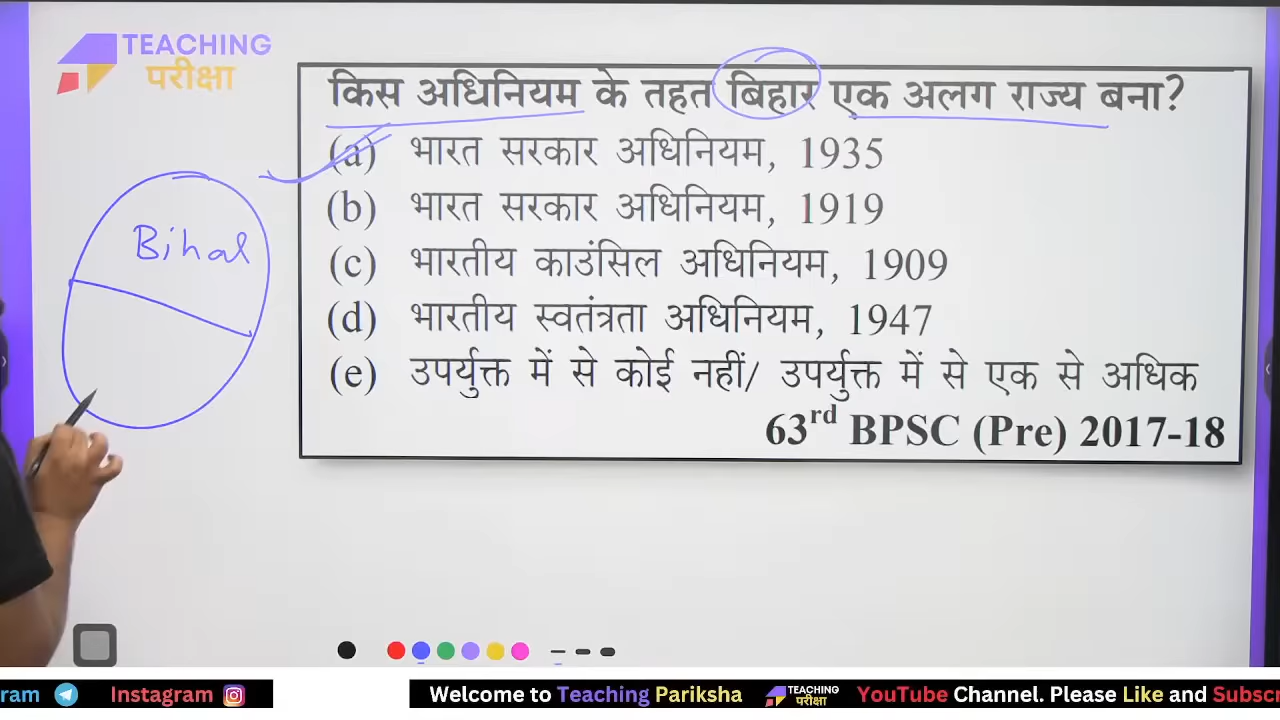 TEACHING
परीक्षा
किस अधिनियम के तहत बिहार एक अलग राज्य बना?
(a) भारत सरकार अधिनियम, 1935
(b) भारत सरकार अधिनियम, 1919
(c) भारतीय काउंसिल अधिनियम, 1909
(d) भारतीय स्वतंत्रता अधिनियम, 1947
(e) उपर्युक्त में से कोई नहीं/ उपर्युक्त में से एक से अधिक
63rd BPSC (Pre) 2017-18
Bihar
ram Instagram Welcome to Teaching Pariksha TEACHING परीक्षा YouTube Channel. Please Like and Subscr